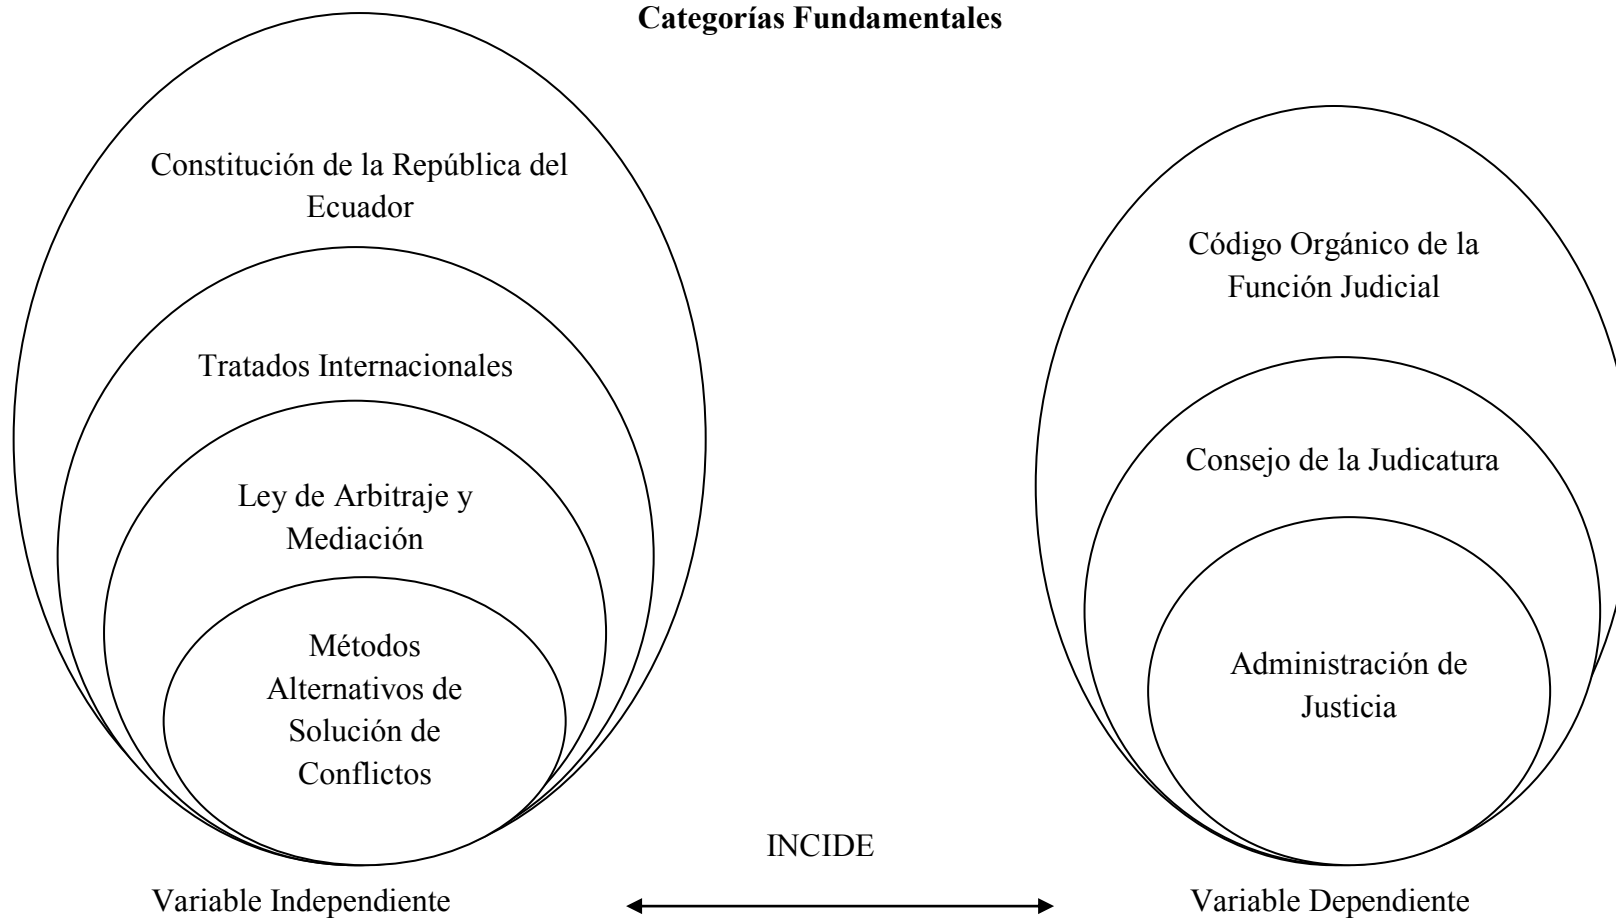 Categorías Fundamentales
Constitución de la República del
Ecuador
Tratados Internacionales
Ley de Arbitraje y
Mediación
Métodos
Alternativos de
Solución de
Conflictos
Código Orgánico de la
Función Judicial
Consejo de la Judicatura
Administración de
Justicia
INCIDE
Variable Independiente
Variable Dependiente